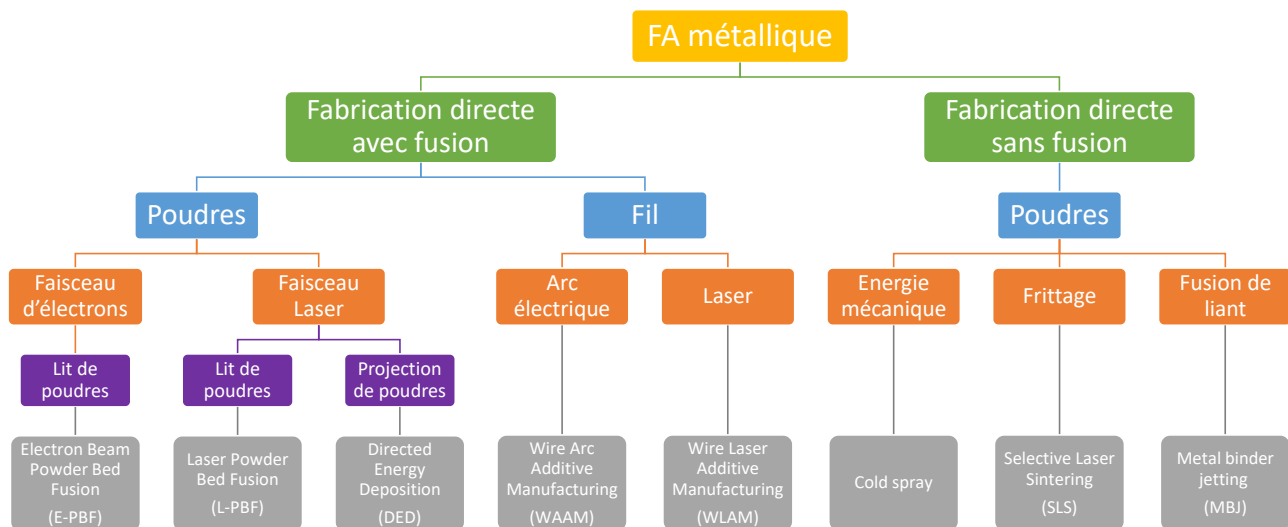 FA métallique
Fabrication directe
avec fusion
Fabrication directe
sans fusion
Poudres
Fil
Poudres
Faisceau
d'électrons
Faisceau
Laser
Arc
électrique
Laser
Energie
mécanique
Frittage
Fusion de
liant
Lit de
poudres
Lit de
poudres
Projection
de poudres
Electron Beam
Powder Bed
Fusion
(E-PBF)
Laser Powder
Bed Fusion
(L-PBF)
Directed
Energy
Deposition
(DED)
Wire Arc
Additive
Manufacturing
(WAAM)
Wire Laser
Additive
Manufacturing
(WLAM)
Cold spray
Selective Laser
Sintering
(SLS)
Metal binder
jetting
(MBJ)